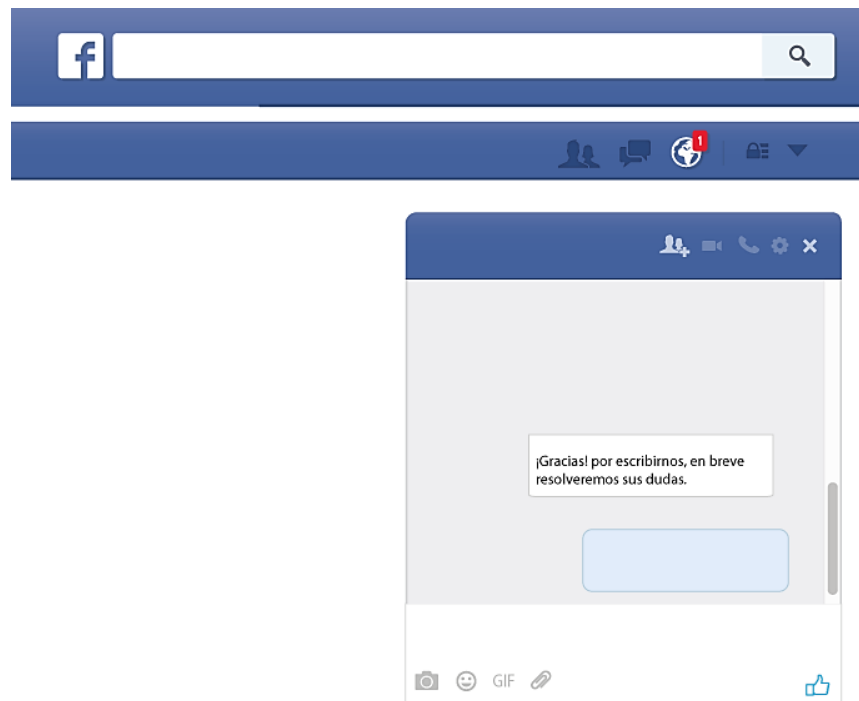 f
1
¡Gracias! por escribirnos, en breve
resolveremos sus dudas.
GIF